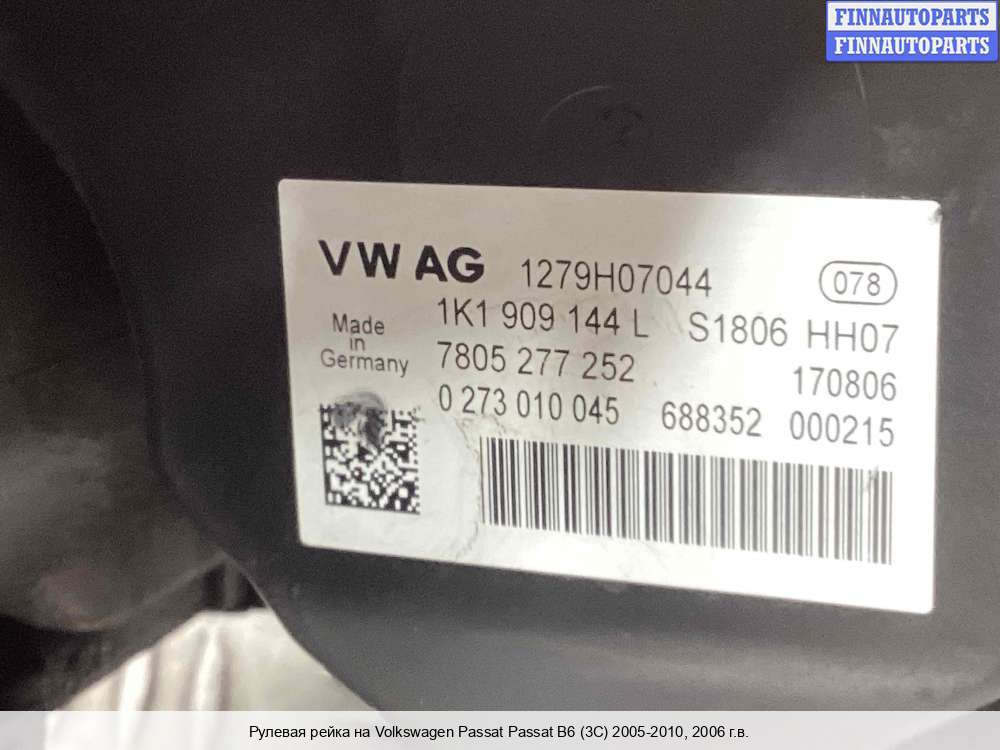 FINNAUTOPARTS
FINNAUTOPARTS
VW AG 1279H07044 078
Made in Germany
1K1 909 144 L S1806 HH07
7805 277 252 170806
0 273 010 045 688352 000215
Рулевая рейка на Volkswagen Passat Passat B6 (3C) 2005-2010, 2006 г.в.